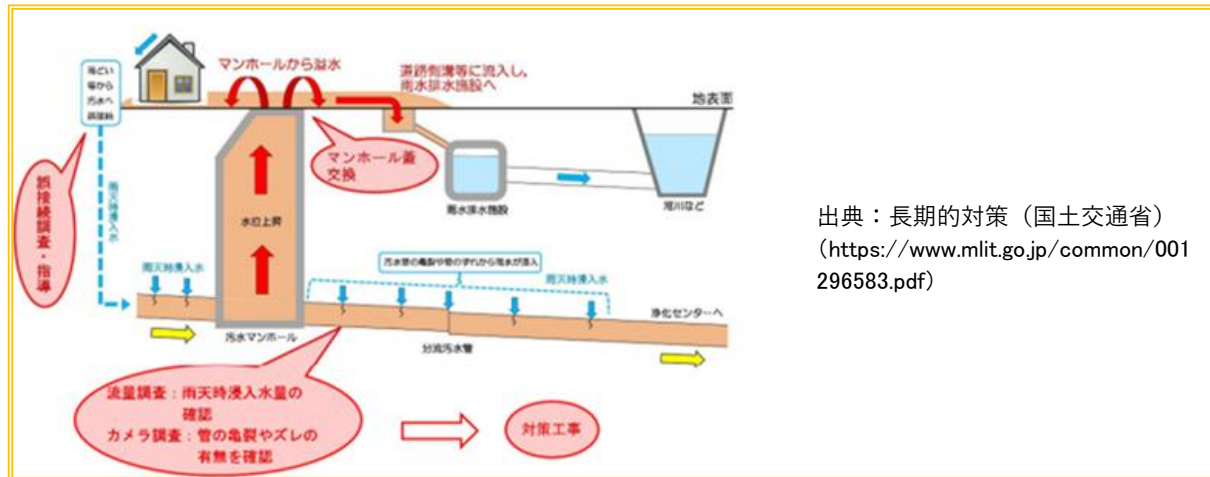 マンホールから溢水
道路側溝等に流入し、
雨水排水施設へ
地表面
雨どい
等から
汚水へ
誤接続
マンホール蓋
交換
誤接続調査・指導
雨天時浸入水
水位上昇
雨水排水施設
河川など
雨天時浸入水
汚水管の亀裂や管のずれから雨水が浸入
雨天時浸入水
浄化センターへ
汚水マンホール
分流汚水管
流量調査：雨天時浸入水量の
確認
カメラ調査：管の亀裂やズレの
有無を確認
対策工事
出典：長期的対策（国土交通省）
（https://www.mlit.go.jp/common/001
296583.pdf）